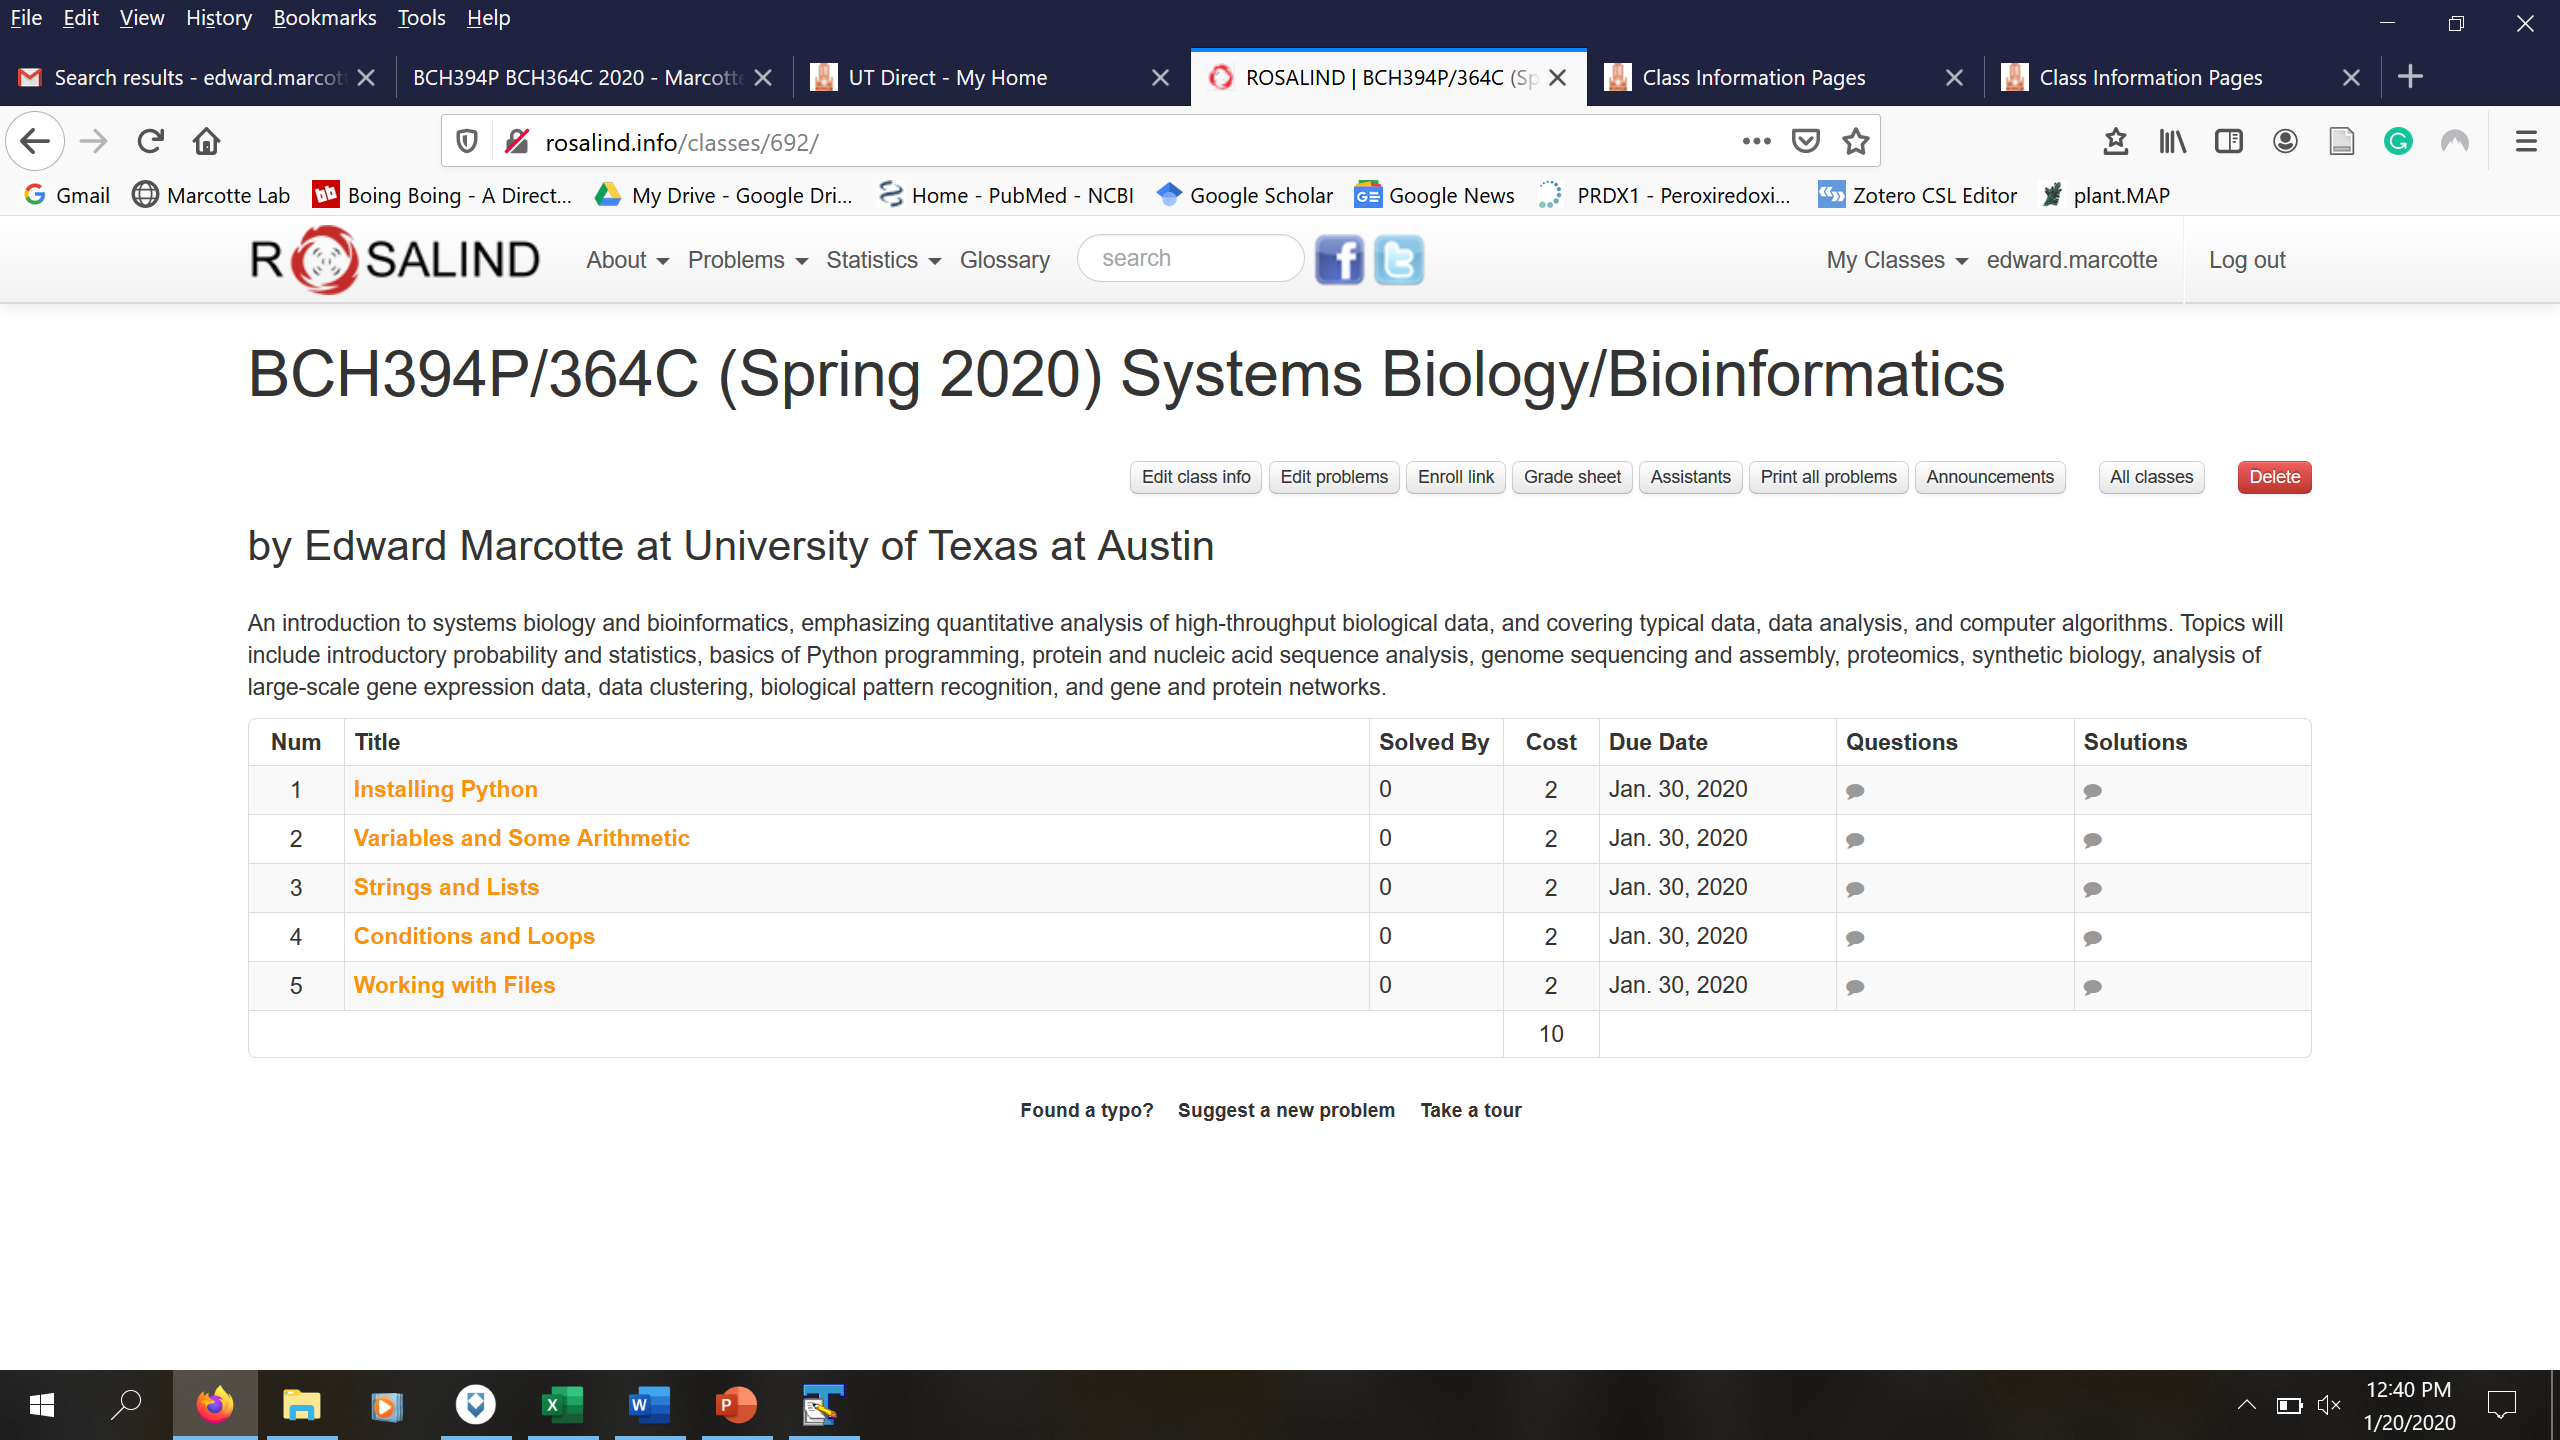 File Edit View History Bookmarks Tools Help
Search results - edward.marcott BCH394P BCH364C 2020 - Marcotte UT Direct - My Home ROSALIND | BCH394P/364C (Sp Class Information Pages Class Information Pages
rosalind.info/classes/692/
Gmail Marcotte Lab Boing Boing - A Direct... My Drive - Google Dri... Home - PubMed - NCBI Google Scholar Google News PRDX1 - Peroxiredoxi... Zotero CSL Editor plant.MAP
ROSALIND About Problems Statistics Glossary search My Classes edward.marcotte Log out
BCH394P/364C (Spring 2020) Systems Biology/Bioinformatics
Edit class info Edit problems Enroll link Grade sheet Assistants Print all problems Announcements All classes Delete
by Edward Marcotte at University of Texas at Austin
An introduction to systems biology and bioinformatics, emphasizing quantitative analysis of high-throughput biological data, and covering typical data, data analysis, and computer algorithms. Topics will
include introductory probability and statistics, basics of Python programming, protein and nucleic acid sequence analysis, genome sequencing and assembly, proteomics, synthetic biology, analysis of
large-scale gene expression data, data clustering, biological pattern recognition, and gene and protein networks.
Num Title Solved By Cost Due Date Questions Solutions
1 Installing Python 0 2 Jan. 30, 2020
2 Variables and Some Arithmetic 0 2 Jan. 30, 2020
3 Strings and Lists 0 2 Jan. 30, 2020
4 Conditions and Loops 0 2 Jan. 30, 2020
5 Working with Files 0 2 Jan. 30, 2020
10
Found a typo? Suggest a new problem Take a tour
12:40 PM
1/20/2020